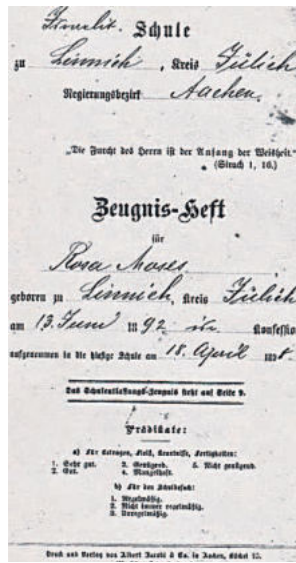 Israelit. Schule
zu Linnich, Kreis Jülich
Regierungsbezirk Aachen.
„Die Furcht des Herrn ist der Anfang der Weisheit."
(Sirach 1, 16.)
Zeugnis-Heft
für
Rosa Moses
geboren zu Linnich, Kreis Jülich
am 13. Juni 1892 Konfession
aufgenommen in die hiesige Schule am 18. April 189
Das Schulentlassungs-Zeugnis steht auf Seite 9.
Prädikate:
a) Für Betragen, Fleiß, Kenntnisse, Fertigkeiten:
1. Sehr gut. 3. Genügend. 5. Nicht genügend.
2. Gut. 4. Mangelhaft.
b) Für den Schulbesuch:
1. Regelmäßig.
2. Nicht immer regelmäßig.
3. Unregelmäßig.
Druck und Verlag von Albert Jacobi & Co. in Aachen, Büchel 15.